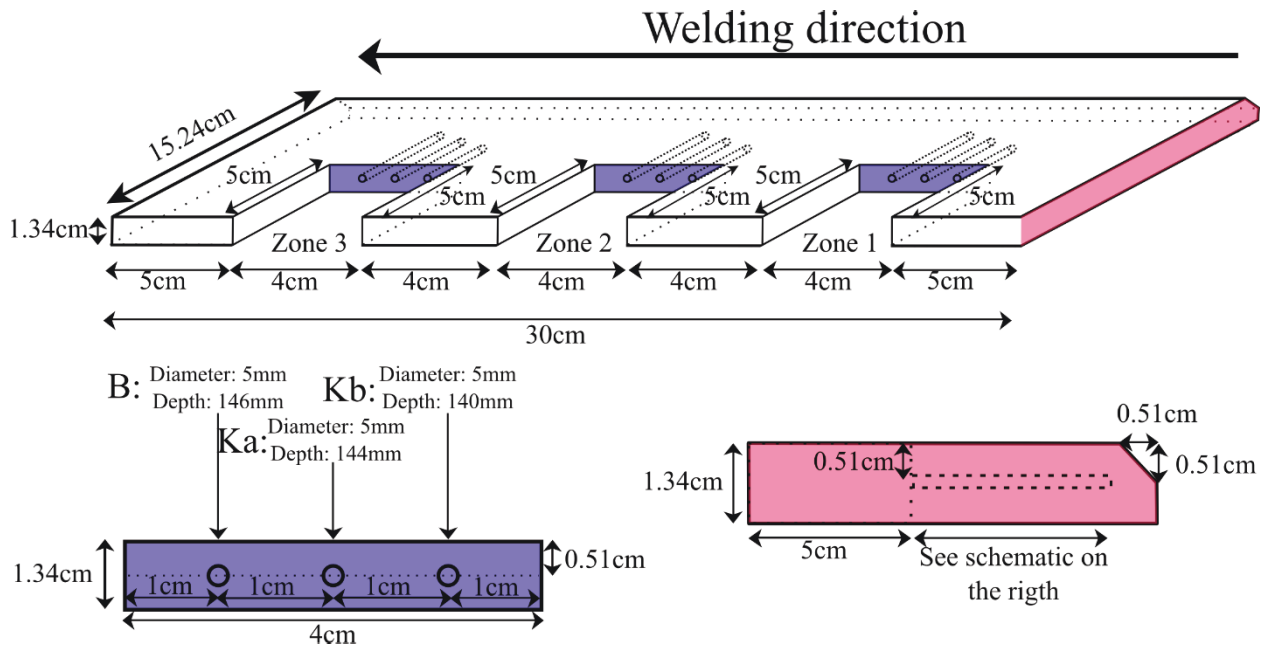 Welding direction
15.24cm
5cm
5cm
5cm
5cm
5cm
5cm
1.34cm
Zone 3
Zone 2
Zone 1
5cm
4cm
4cm
4cm
4cm
4cm
5cm
30cm
B: Diameter: 5mm
Depth: 146mm
Kb: Diameter: 5mm
Depth: 140mm
Ka: Diameter: 5mm
Depth: 144mm
1.34cm
1cm
1cm
1cm
1cm
0.51cm
4cm
0.51cm
0.51cm
0.51cm
1.34cm
5cm
See schematic on
the rigth